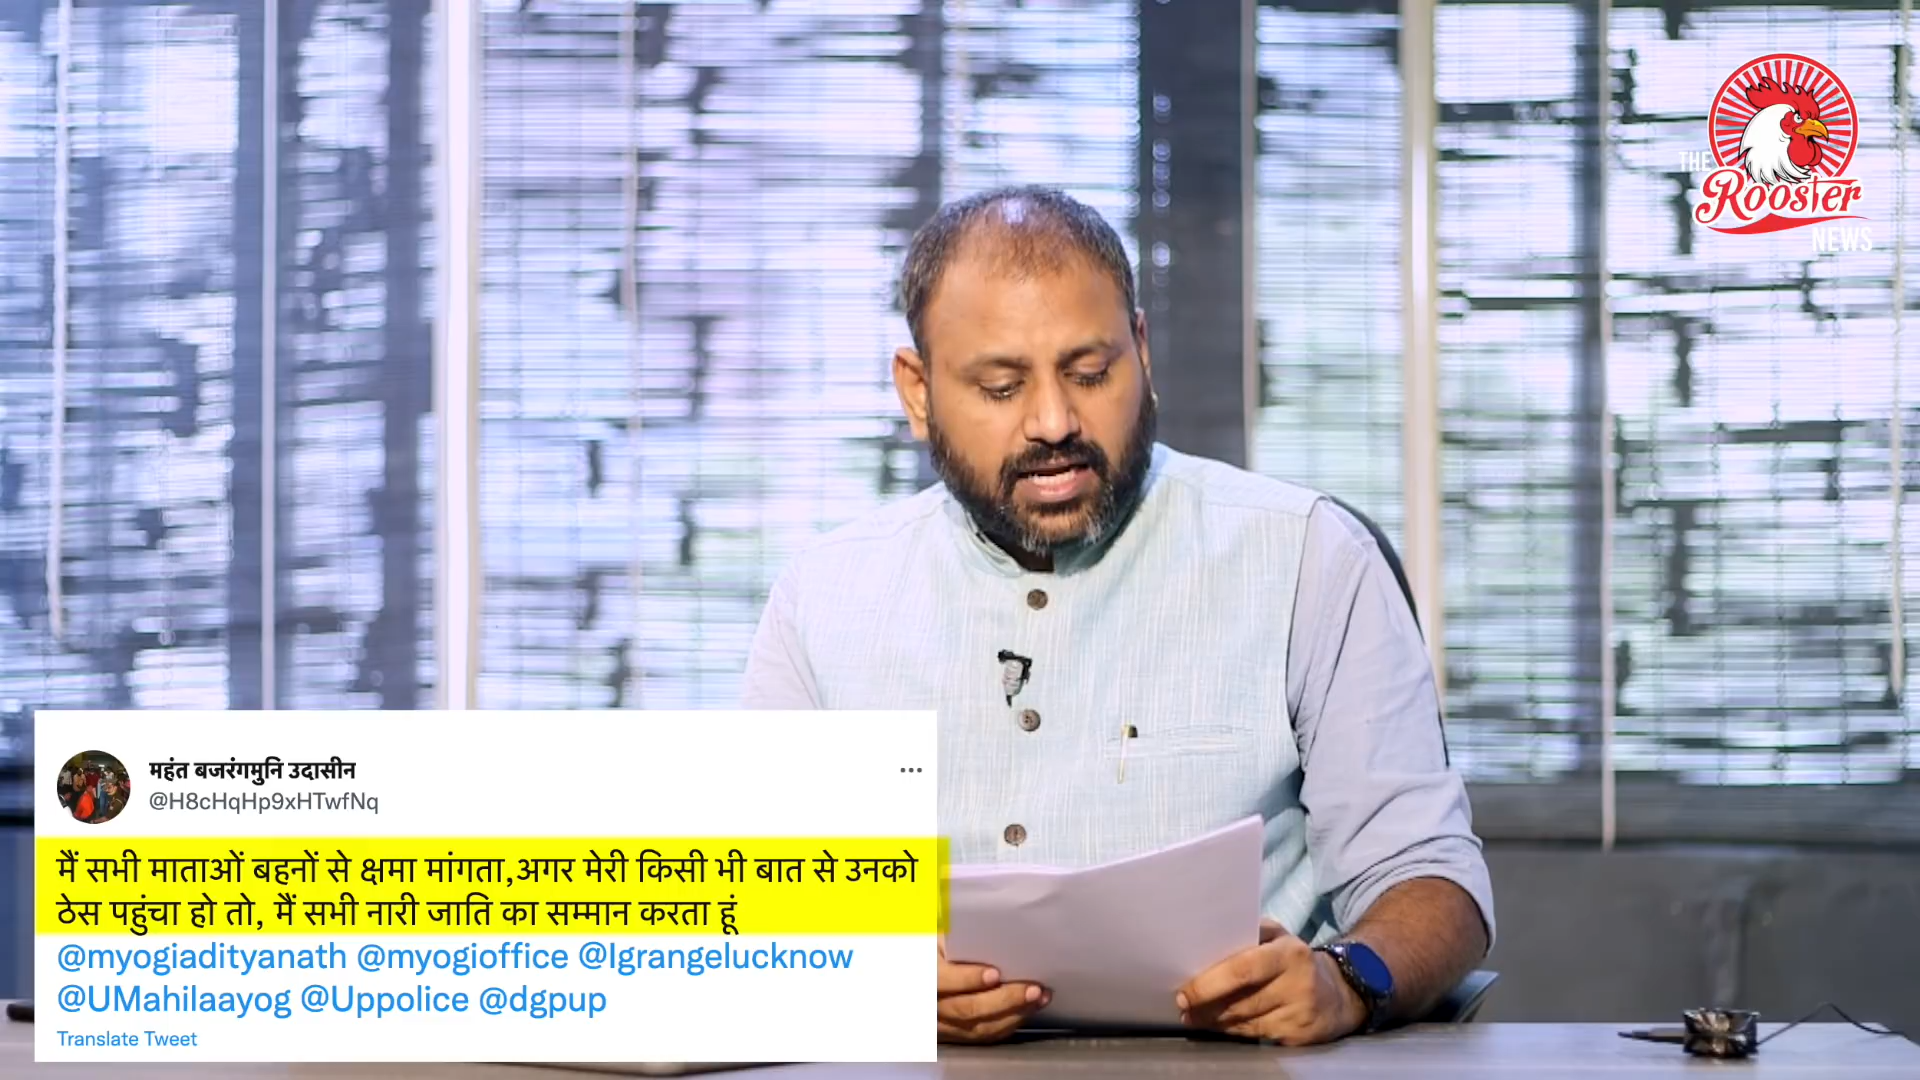 THE
Rooster
NEWS
महंत बजरंगमुनि उदासीन
@H8cHqHp9xHTwfNq
मैं सभी माताओं बहनों से क्षमा मांगता,अगर मेरी किसी भी बात से उनको
ठेस पहुंचा हो तो, मैं सभी नारी जाति का सम्मान करता हूं
@myogiadityanath @myogioffice @Igrangelucknow
@UMahilaayog @Uppolice @dgpup
Translate Tweet